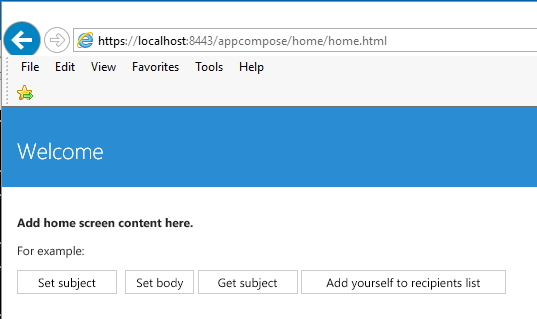 https://localhost:8443/appcompose/home/home.html
File Edit View Favorites Tools Help
Welcome
Add home screen content here.
For example:
Set subject Set body Get subject Add yourself to recipients list